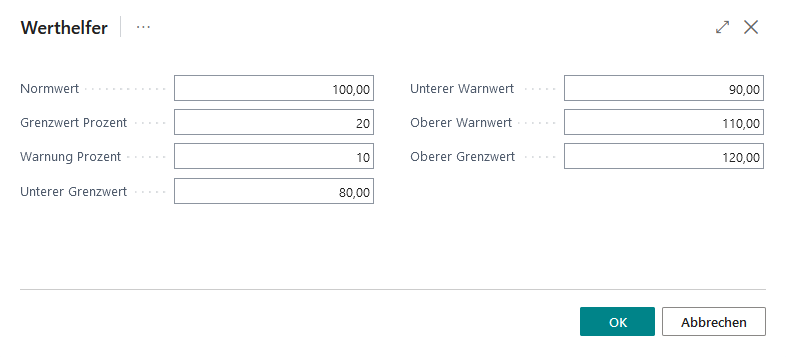 Werthelfer ...
Normwert 100,00
Grenzwert Prozent 20
Warnung Prozent 10
Unterer Grenzwert 80,00
Unterer Warnwert 90,00
Oberer Warnwert 110,00
Oberer Grenzwert 120,00
OK Abbrechen